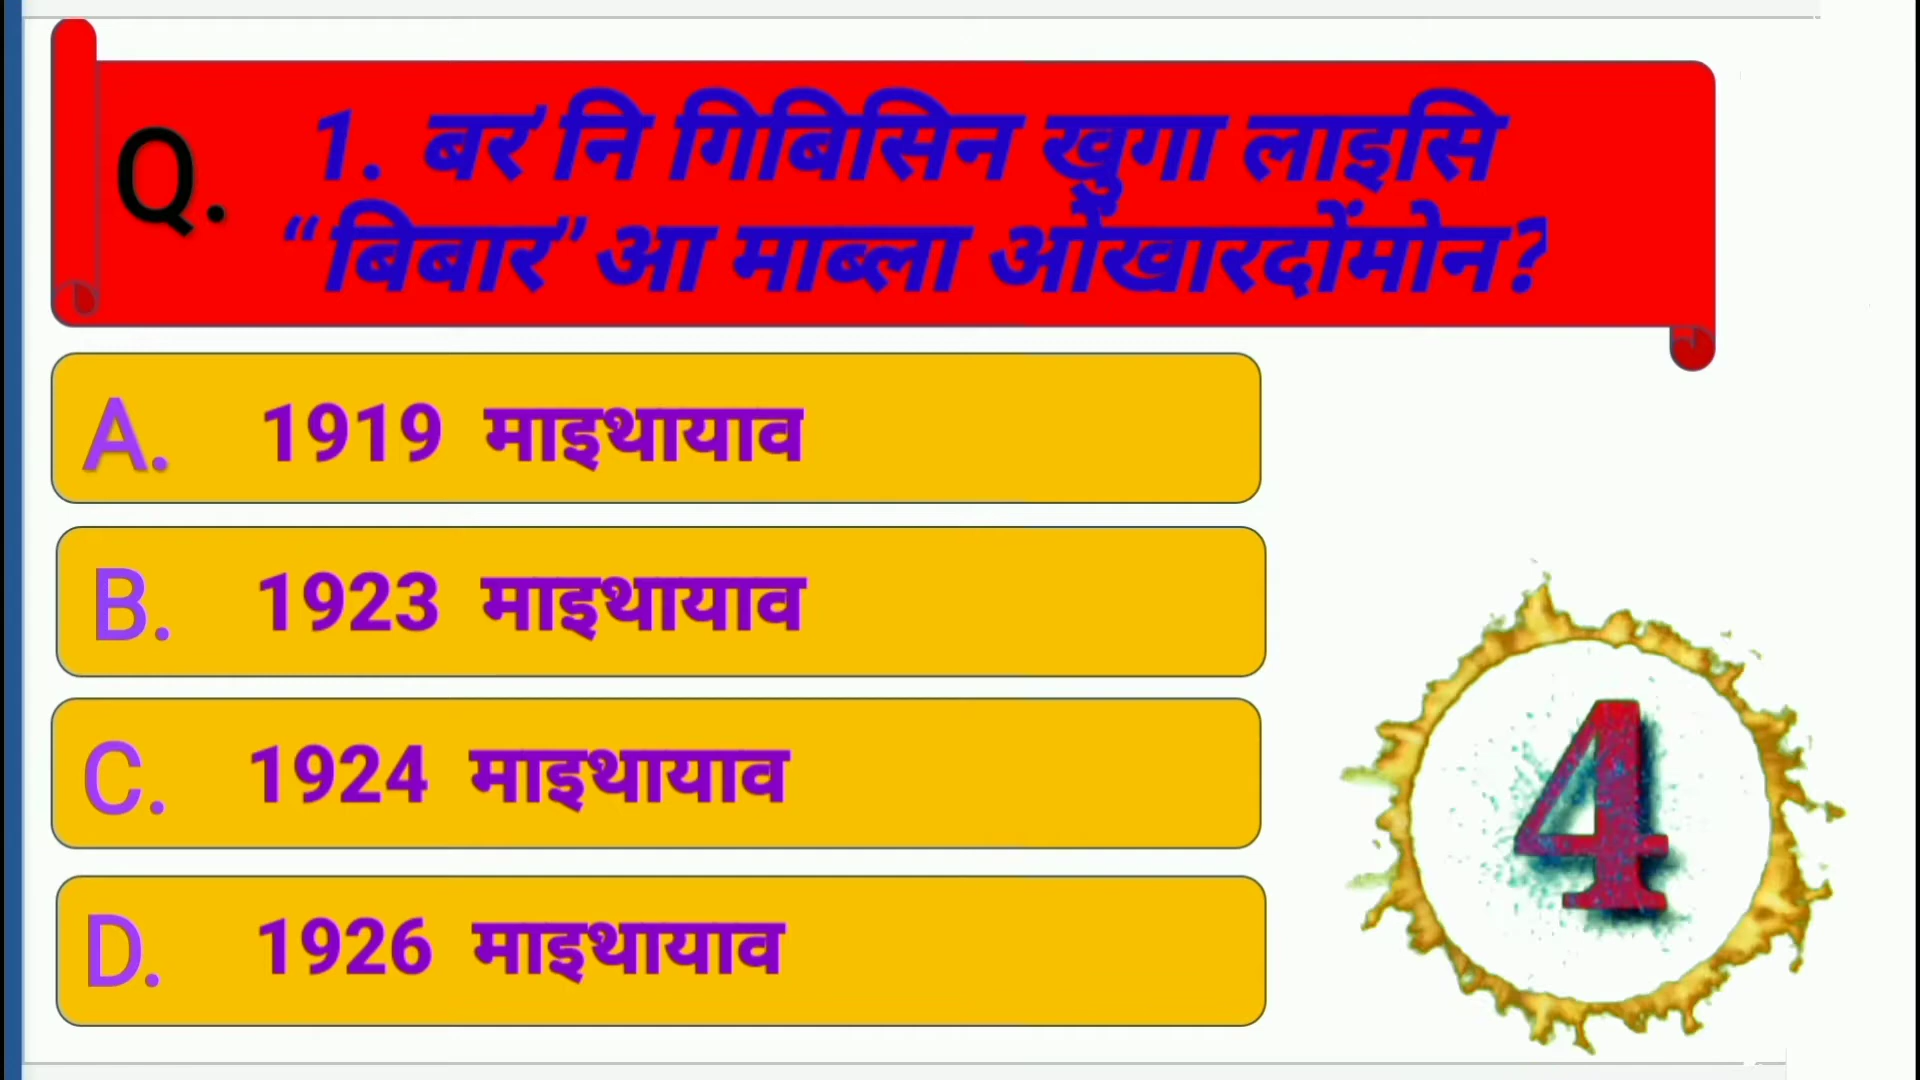 Q. 1. बर'नि गिबिसिन खुगा लाइसि
“बिबार” आ माब्ला ओंखारदोंमोन?
A. 1919 माइथायाव
B. 1923 माइथायाव
C. 1924 माइथायाव
D. 1926 माइथायाव
4